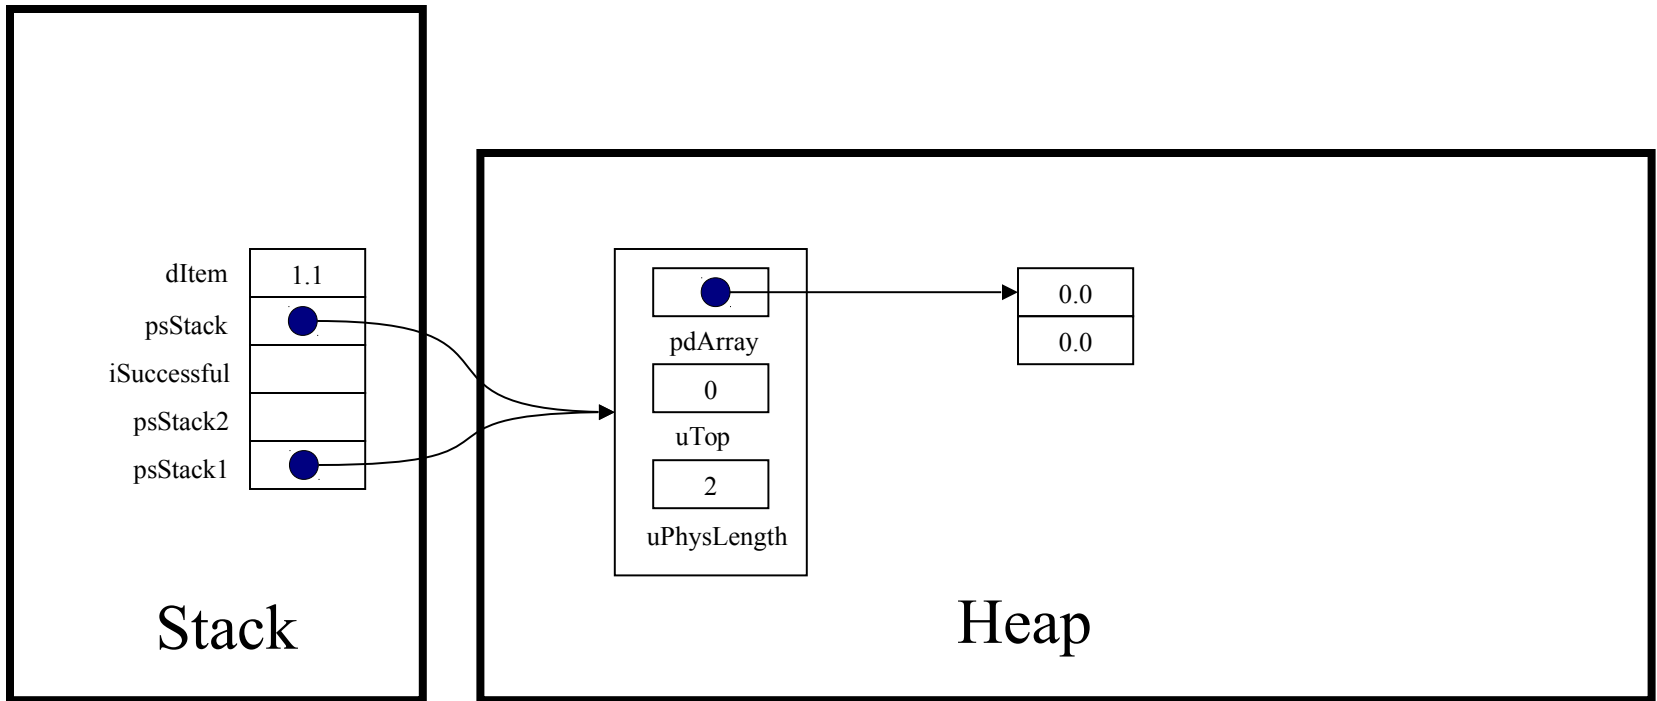 dItem 1.1
psStack
iSuccessful
psStack2
psStack1
Stack
pdArray
0
uTop
2
uPhysLength
0.0
0.0
Heap